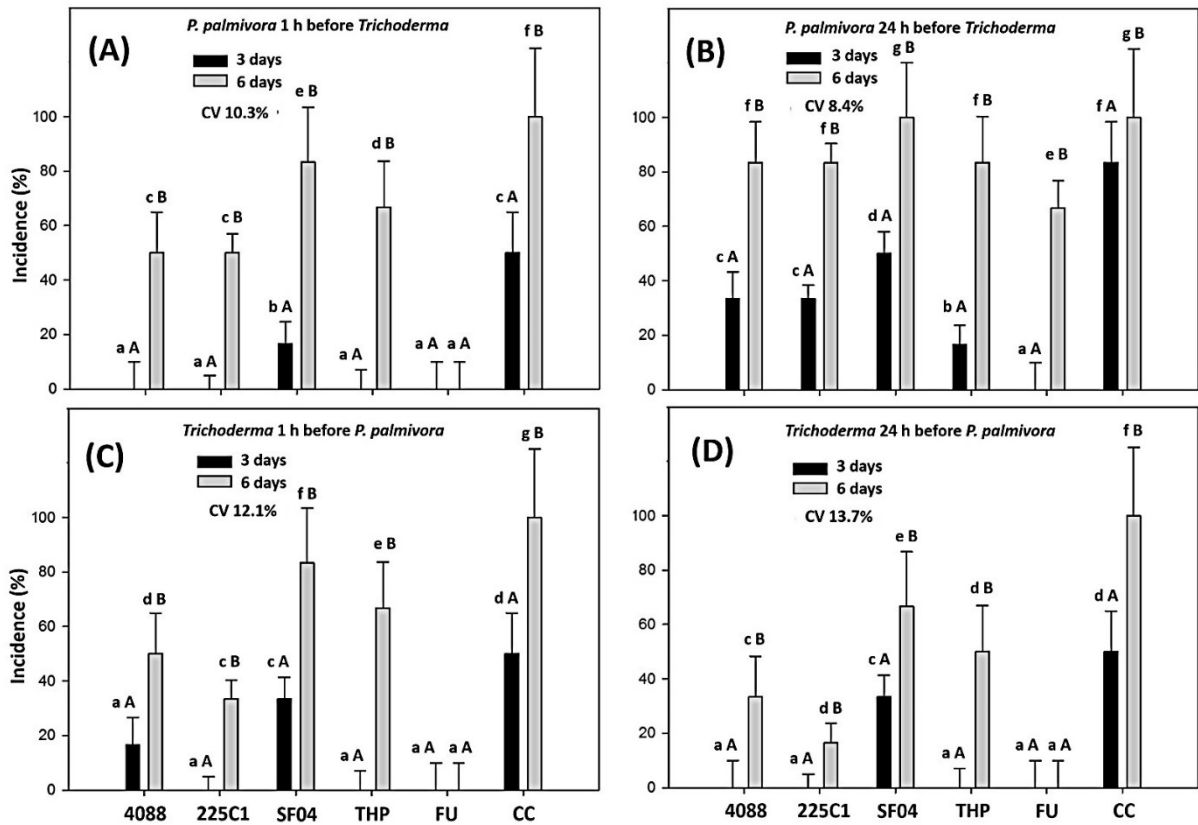 (A)
P. palmivora 1 h before Trichoderma
3 days
6 days
CV 10.3%
Incidence (%)
100
80
60
40
20
0
a A
c B
a A
c B
b A
e B
a A
d B
a A
a A
c A
f B
(B)
P. palmivora 24 h before Trichoderma
3 days
6 days
CV 8.4%
100
80
60
40
20
0
c A
f B
c A
f B
d A
g B
b A
f B
a A
e B
f A
g B
(C)
Trichoderma 1 h before P. palmivora
3 days
6 days
CV 12.1%
Incidence (%)
100
80
60
40
20
0
a A
d B
a A
c B
c A
f B
a A
e B
a A
a A
d A
g B
4088
225C1
SF04
THP
FU
CC
(D)
Trichoderma 24 h before P. palmivora
3 days
6 days
CV 13.7%
100
80
60
40
20
0
a A
c B
a A
d B
c A
e B
a A
d B
a A
a A
d A
f B
4088
225C1
SF04
THP
FU
CC